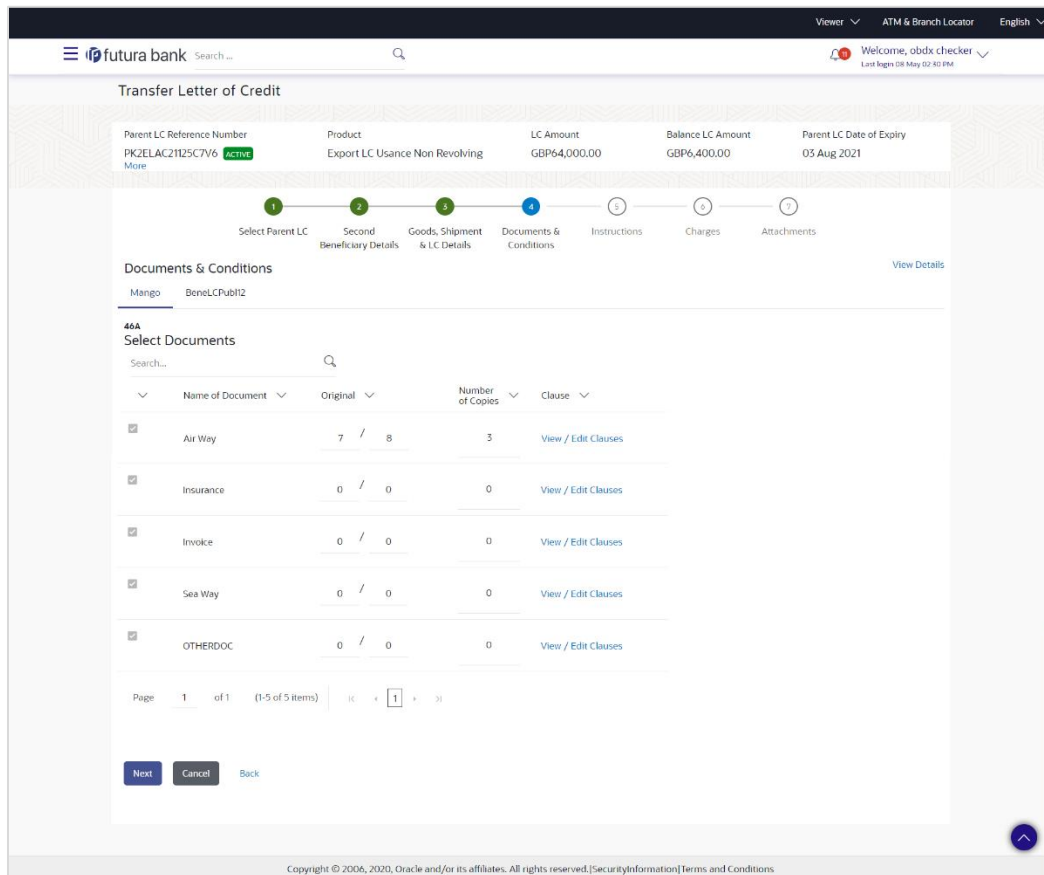 Viewer ATM & Branch Locator English
futura bank Search... 11 Welcome, obdx checker
Last login 08 May 02:30 PM
Transfer Letter of Credit
Parent LC Reference Number Product LC Amount Balance LC Amount Parent LC Date of Expiry
PK2ELAC21125C7V6 ACTIVE Export LC Usance Non Revolving GBP64,000.00 GBP6,400.00 03 Aug 2021
More
1 2 3 4 5 6 7
Select Parent LC Second Goods, Shipment Documents & Instructions Charges Attachments
Beneficiary Details & LC Details Conditions
Documents & Conditions View Details
Mango BeneLCPubl12
46A
Select Documents
Search...
Name of Document Original Number of Copies Clause
Air Way 7 / 8 3 View / Edit Clauses
Insurance 0 / 0 0 View / Edit Clauses
Invoice 0 / 0 0 View / Edit Clauses
Sea Way 0 / 0 0 View / Edit Clauses
OTHERDOC 0 / 0 0 View / Edit Clauses
Page 1 of 1 (1-5 of 5 items) 1
Next Cancel Back
Copyright © 2006, 2020, Oracle and/or its affiliates. All rights reserved.|SecurityInformation|Terms and Conditions